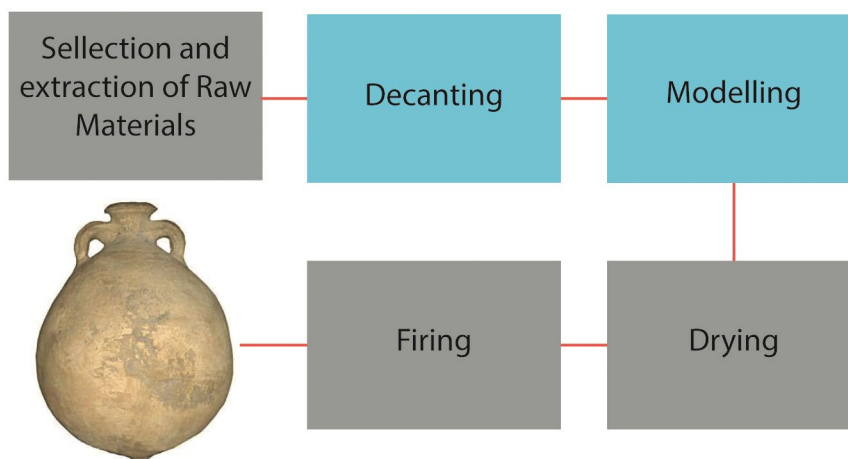 Sellection and
extraction of Raw
Materials
Decanting
Modelling
Firing
Drying